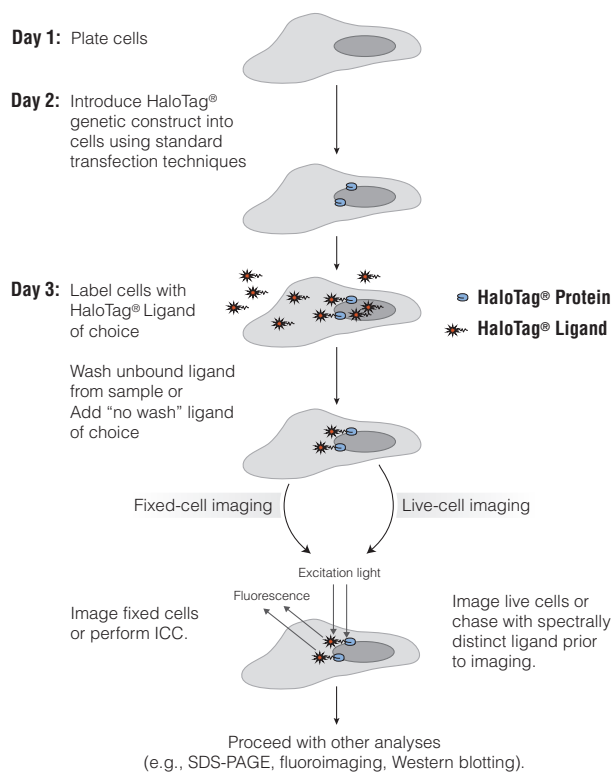 Day 1: Plate cells
Day 2: Introduce HaloTag®
genetic construct into
cells using standard
transfection techniques
Day 3: Label cells with
HaloTag® Ligand
of choice
HaloTag® Protein
HaloTag® Ligand
Wash unbound ligand
from sample or
Add “no wash” ligand
of choice
Fixed-cell imaging
Live-cell imaging
Excitation light
Fluorescence
Image fixed cells
or perform ICC.
Image live cells or
chase with spectrally
distinct ligand prior
to imaging.
Proceed with other analyses
(e.g., SDS-PAGE, fluoroimaging, Western blotting).